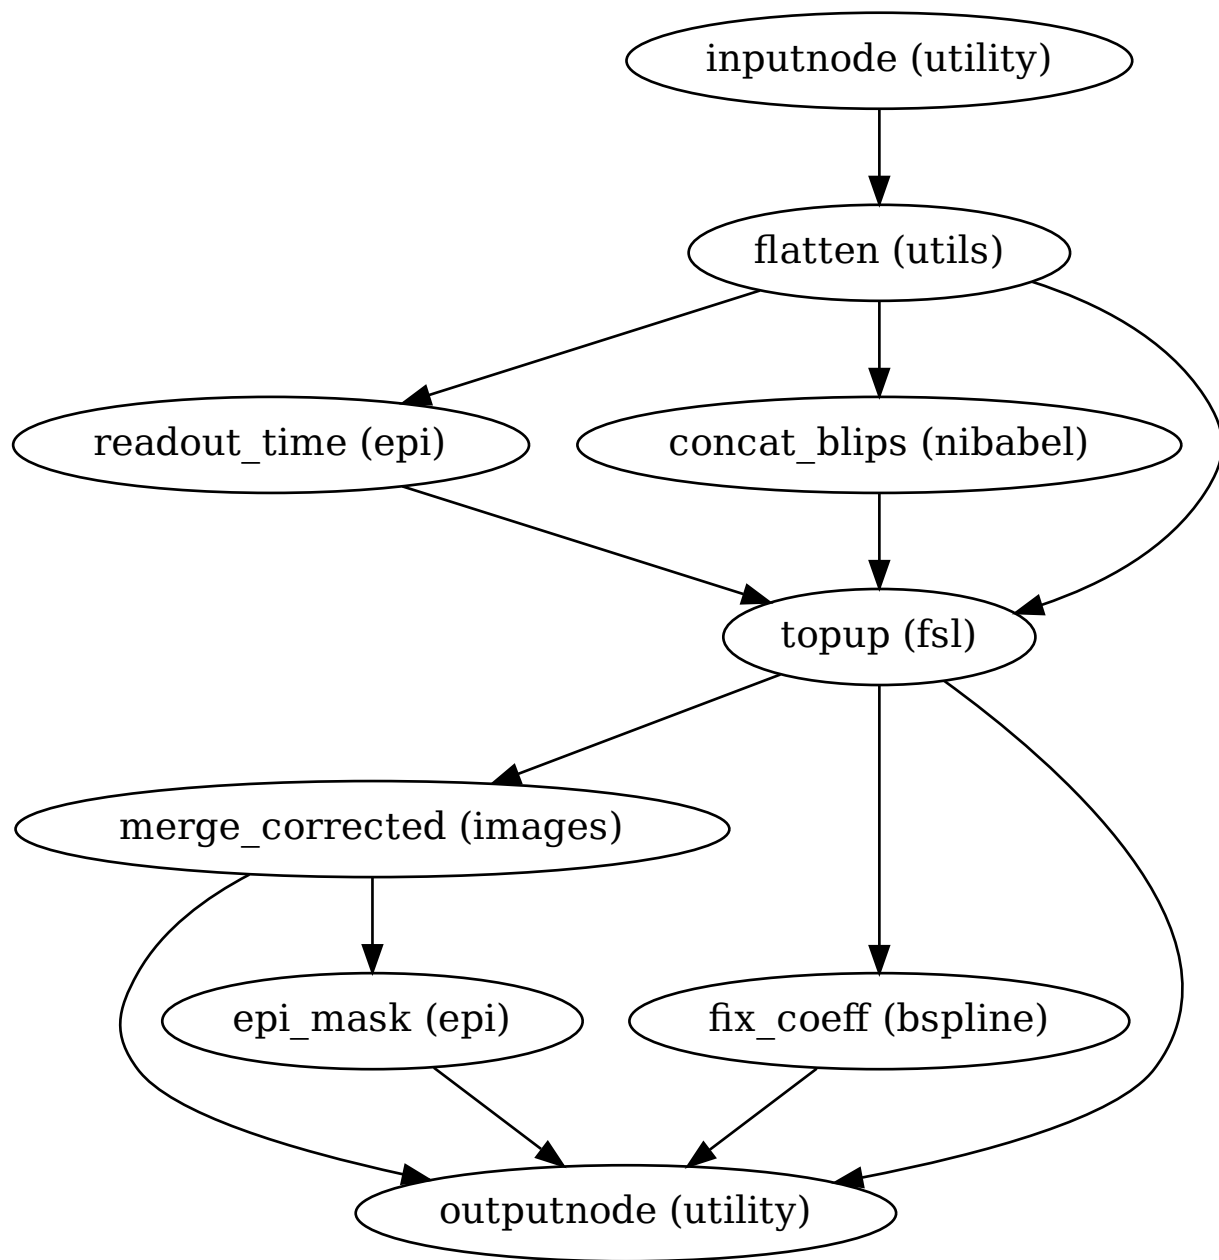 inputnode (utility)
flatten (utils)
readout_time (epi)
concat_blips (nibabel)
topup (fsl)
merge_corrected (images)
epi_mask (epi)
fix_coeff (bspline)
outputnode (utility)